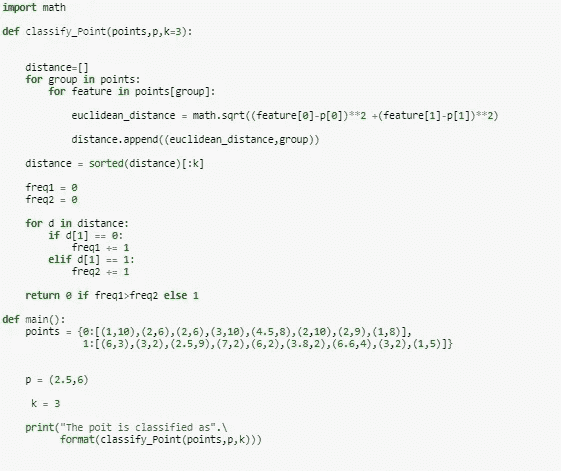 import math
def classify_Point(points,p,k=3):
distance=[]
for group in points:
for feature in points[group]:
euclidean_distance = math.sqrt((feature[0]-p[0])**2 +(feature[1]-p[1])**2)
distance.append((euclidean_distance,group))
distance = sorted(distance)[:k]
freq1 = 0
freq2 = 0
for d in distance:
if d[1] == 0:
freq1 += 1
elif d[1] == 1:
freq2 += 1
return 0 if freq1>freq2 else 1
def main():
points = {0:[(1,10),(2,6),(2,6),(3,10),(4.5,8),(2,10),(2,9),(1,8)],
1:[(6,3),(3,2),(2.5,9),(7,2),(6,2),(3.8,2),(6.6,4),(3,2),(1,5)]}
p = (2.5,6)
k = 3
print("The poit is classified as".\
format(classify_Point(points,p,k)))